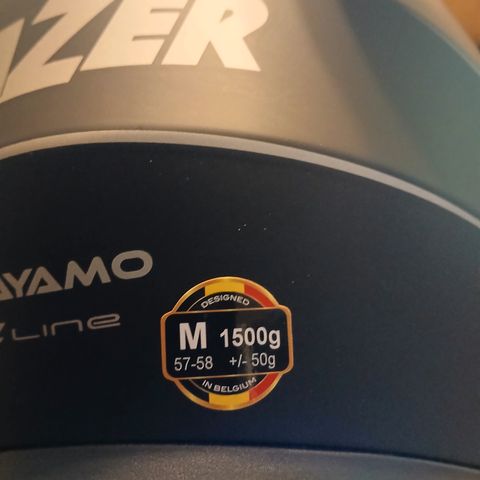 AZER
AYAMO
Z LINE
DESIGNED
M 1500g
57-58 +/- 50g
IN BELGIUM